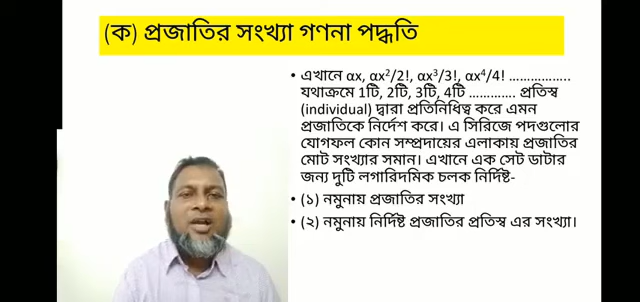 (ক) প্রজাতির সংখ্যা গণনা পদ্ধতি
• এখানে αx, αx²/2!, αx³/3!, αx⁴/4! ................
যথাক্রমে 1টি, 2টি, 3টি, 4টি ............. প্রতিস্ব
(individual) দ্বারা প্রতিনিধিত্ব করে এমন
প্রজাতিকে নির্দেশ করে। এ সিরিজে পদগুলোর
যোগফল কোন সম্প্রদায়ের এলাকায় প্রজাতির
মোট সংখ্যার সমান। এখানে এক সেট ডাটার
জন্য দুটি লগারিদমিক চলক নির্দিষ্ট-
• (১) নমুনায় প্রজাতির সংখ্যা
• (২) নমুনায় নির্দিষ্ট প্রজাতির প্রতিস্ব এর সংখ্যা।